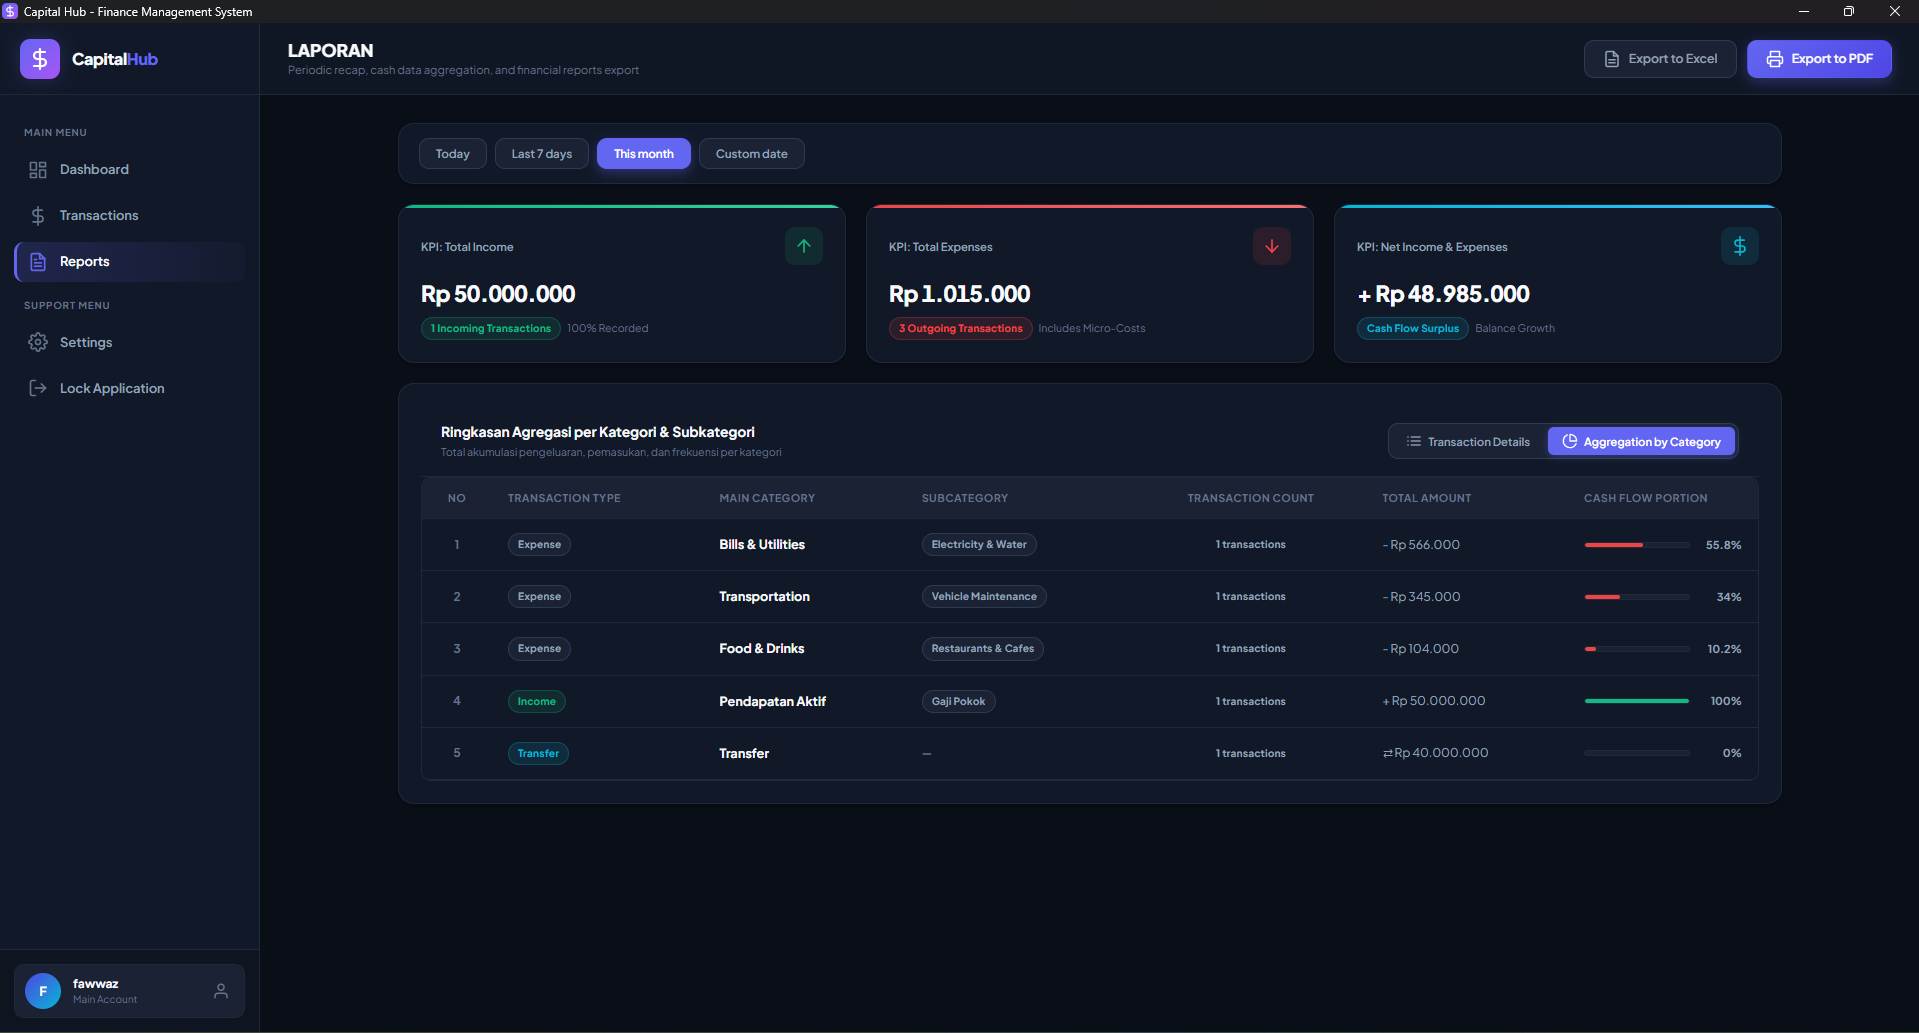 Capital Hub - Finance Management System
CapitalHub
LAPORAN
Periodic recap, cash data aggregation, and financial reports export
Export to Excel
Export to PDF
MAIN MENU
Dashboard
Transactions
Reports
SUPPORT MENU
Settings
Lock Application
Today
Last 7 days
This month
Custom date
KPI: Total Income
Rp 50.000.000
1 Incoming Transactions 100% Recorded
KPI: Total Expenses
Rp 1.015.000
3 Outgoing Transactions Includes Micro-Costs
KPI: Net Income & Expenses
+ Rp 48.985.000
Cash Flow Surplus Balance Growth
Ringkasan Agregasi per Kategori & Subkategori
Total akumulasi pengeluaran, pemasukan, dan frekuensi per kategori
Transaction Details
Aggregation by Category
NO TRANSACTION TYPE MAIN CATEGORY SUBCATEGORY TRANSACTION COUNT TOTAL AMOUNT CASH FLOW PORTION
1 Expense Bills & Utilities Electricity & Water 1 transactions - Rp 566.000 55.8%
2 Expense Transportation Vehicle Maintenance 1 transactions - Rp 345.000 34%
3 Expense Food & Drinks Restaurants & Cafes 1 transactions - Rp 104.000 10.2%
4 Income Pendapatan Aktif Gaji Pokok 1 transactions + Rp 50.000.000 100%
5 Transfer Transfer — 1 transactions ⇄ Rp 40.000.000 0%
F
fawwaz
Main Account